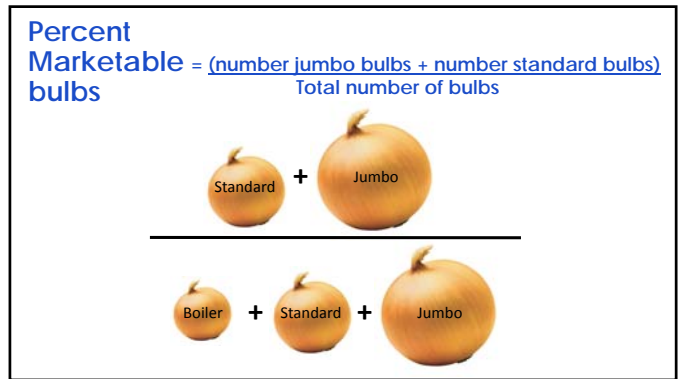 Percent
Marketable = (number jumbo bulbs + number standard bulbs)
bulbs Total number of bulbs
Standard + Jumbo
Boiler + Standard + Jumbo